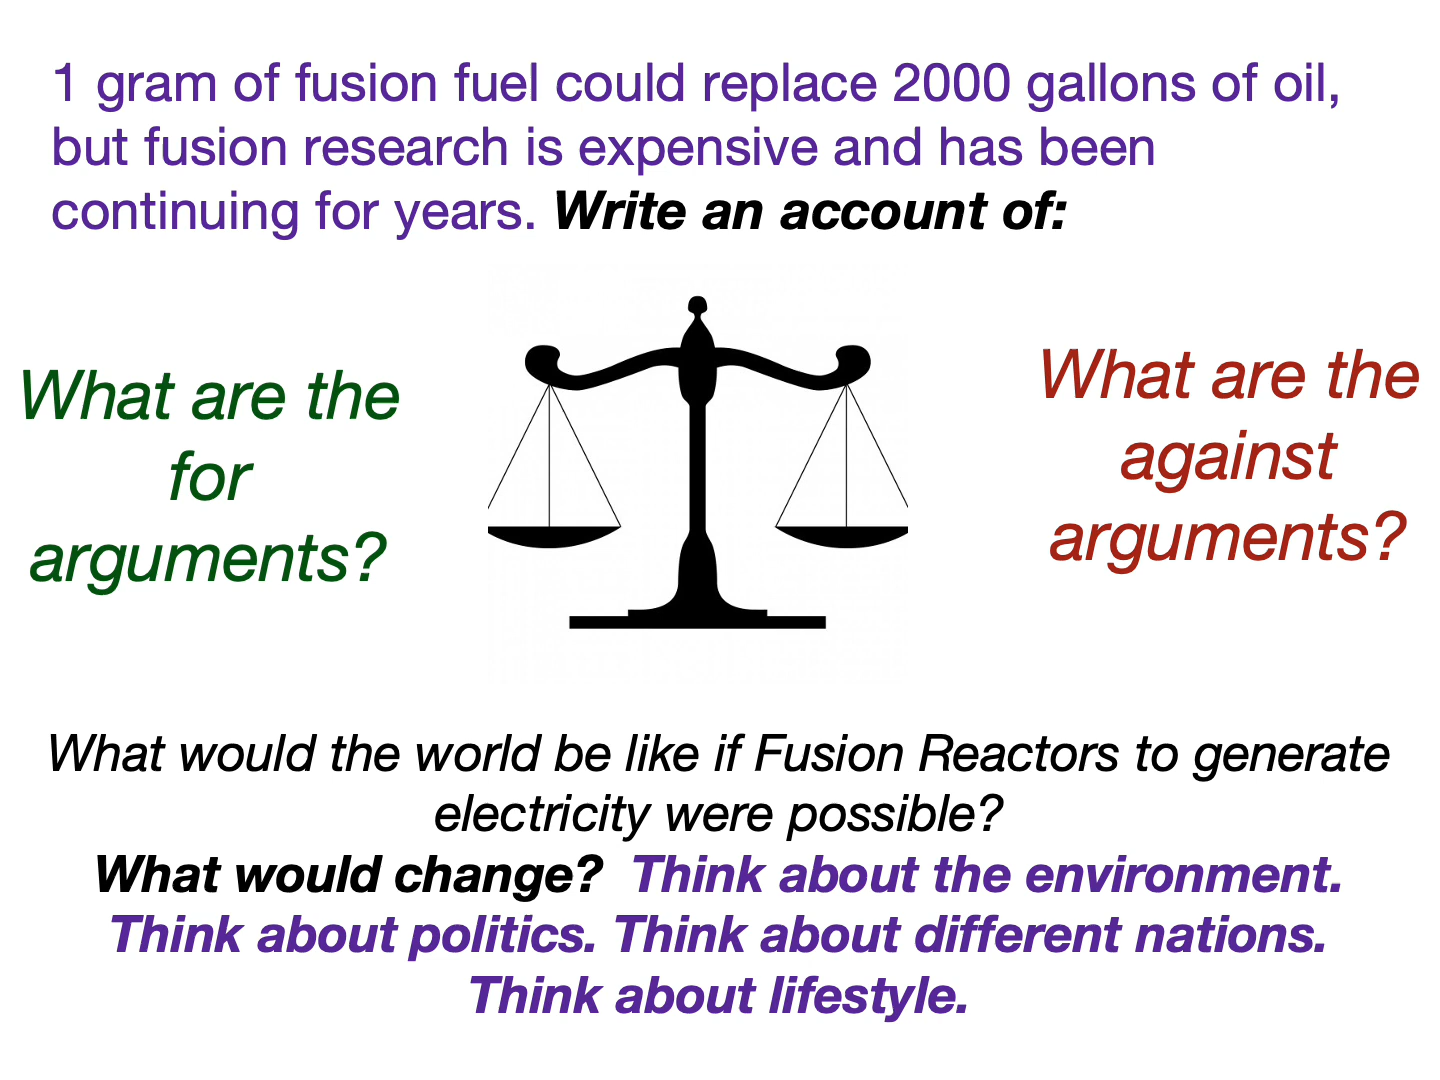 1 gram of fusion fuel could replace 2000 gallons of oil,
but fusion research is expensive and has been
continuing for years. Write an account of:
What are the
for
arguments?
What are the
against
arguments?
What would the world be like if Fusion Reactors to generate
electricity were possible?
What would change? Think about the environment.
Think about politics. Think about different nations.
Think about lifestyle.